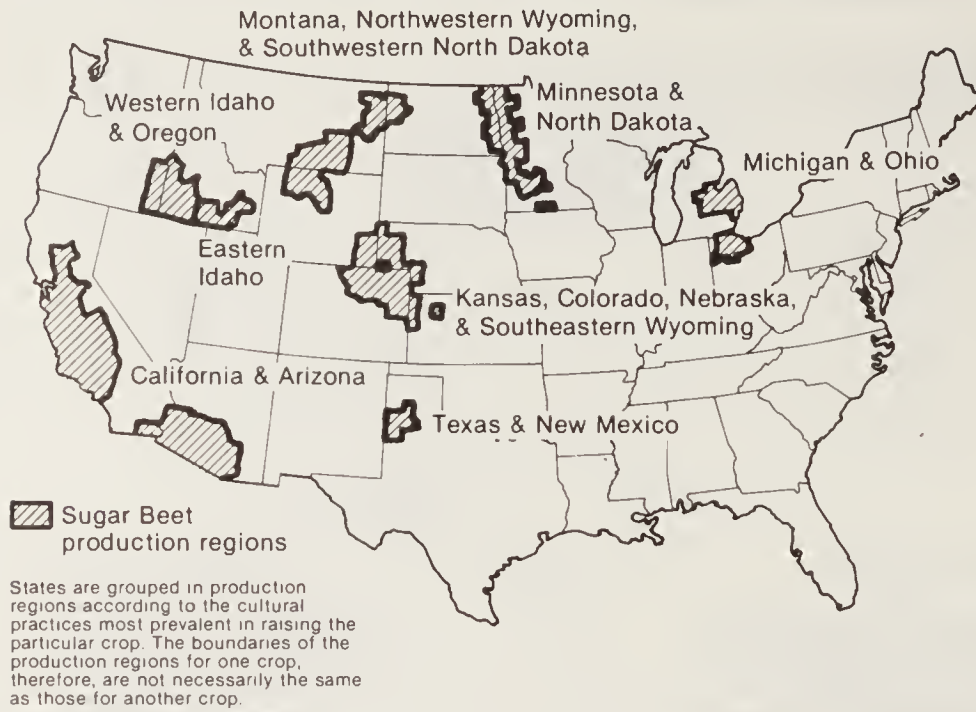 Montana, Northwestern Wyoming,
& Southwestern North Dakota
Western Idaho
& Oregon
Minnesota &
North Dakota
Michigan & Ohio
Eastern
Idaho
Kansas, Colorado, Nebraska,
& Southeastern Wyoming
California & Arizona
Texas & New Mexico
Sugar Beet
production regions
States are grouped in production
regions according to the cultural
practices most prevalent in raising the
particular crop. The boundaries of the
production regions for one crop,
therefore, are not necessarily the same
as those for another crop.